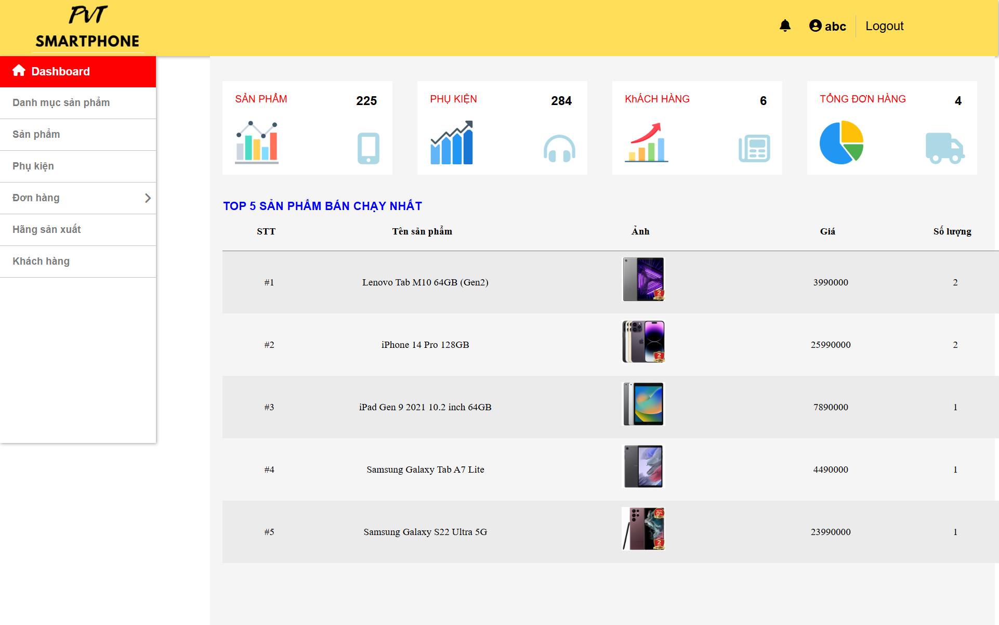 PVT
SMARTPHONE
abc
Logout
Dashboard
Danh mục sản phẩm
Sản phẩm
Phụ kiện
Đơn hàng
Hãng sản xuất
Khách hàng
SẢN PHẨM 225
PHỤ KIỆN 284
KhÁCH HÀNG 6
TỔNG ĐƠN HÀNG 4
TOP 5 SẢN PHẨM BÁN CHẠY NHẤT
STT Tên sản phẩm Ảnh Giá Số lượng
#1 Lenovo Tab M10 64GB (Gen2) 3990000 2
#2 iPhone 14 Pro 128GB 25990000 2
#3 iPad Gen 9 2021 10.2 inch 64GB 7890000 1
#4 Samsung Galaxy Tab A7 Lite 4490000 1
#5 Samsung Galaxy S22 Ultra 5G 23990000 1